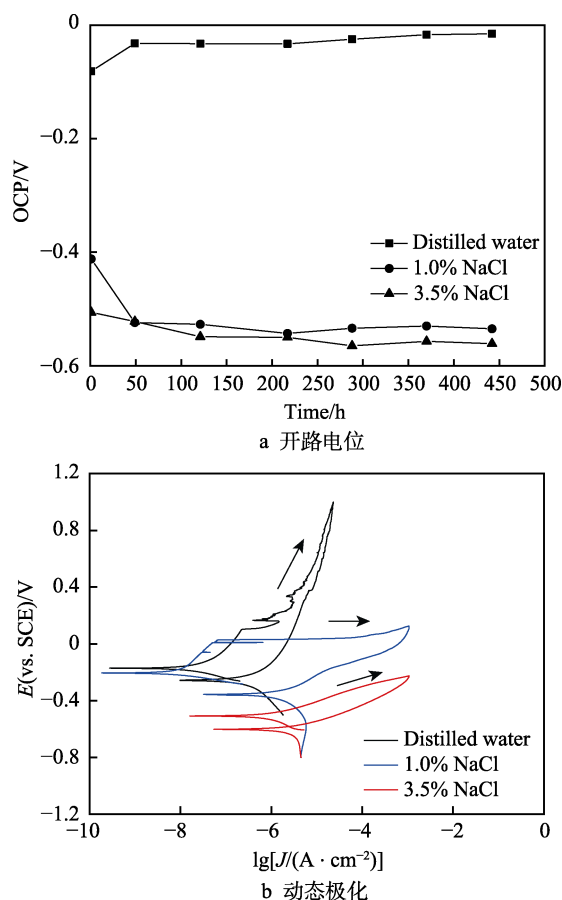 0
−0.2
−0.4
−0.6
OCP/V
Distilled water
1.0% NaCl
3.5% NaCl
0 50 100 150 200 250 300 350 400 450 500
Time/h
a 开路电位
1.2
0.8
0.4
0
−0.4
−0.8
−1.2
E(vs. SCE)/V
Distilled water
1.0% NaCl
3.5% NaCl
−10 −8 −6 −4 −2 0
lg[J/(A · cm⁻²)]
b 动态极化